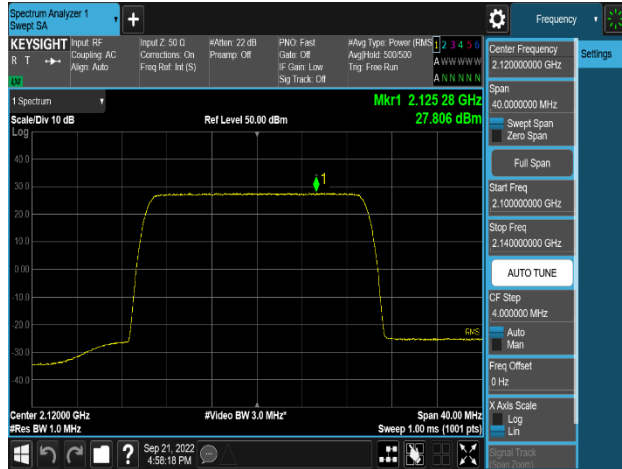 Spectrum Analyzer 1
Swept SA
+
Frequency
KEYSIGHT
R T
LW
Input: RF
Coupling: AC
Align: Auto
Input Z: 50 Ω
Corrections: On
Freq Ref: Int (S)
#Atten: 22 dB
Preamp: Off
PNO: Fast
Gate: Off
IF Gain: Low
Sig Track: Off
#Avg Type: Power (RMS
Avg|Hold: 500/500
Trig: Free Run
1 2 3 4 5 6
A W W W W W
A N N N N N
1 Spectrum
Mkr1 2.125 28 GHz
Scale/Div 10 dB
Ref Level 50.00 dBm
27.806 dBm
Log
40.0
30.0
20.0
10.0
0.00
-10.0
-20.0
-30.0
-40.0
1
RMS
Center 2.12000 GHz
#Video BW 3.0 MHz*
Span 40.00 MHz
#Res BW 1.0 MHz
Sweep 1.00 ms (1001 pts)
?
Sep 21, 2022
4:58:18 PM
Center Frequency
2.120000000 GHz
Settings
Span
40.0000000 MHz
Swept Span
Zero Span
Full Span
Start Freq
2.100000000 GHz
Stop Freq
2.140000000 GHz
AUTO TUNE
CF Step
4.000000 MHz
Auto
Man
Freq Offset
0 Hz
X Axis Scale
Log
Lin
Signal Track
(Span Zoom)